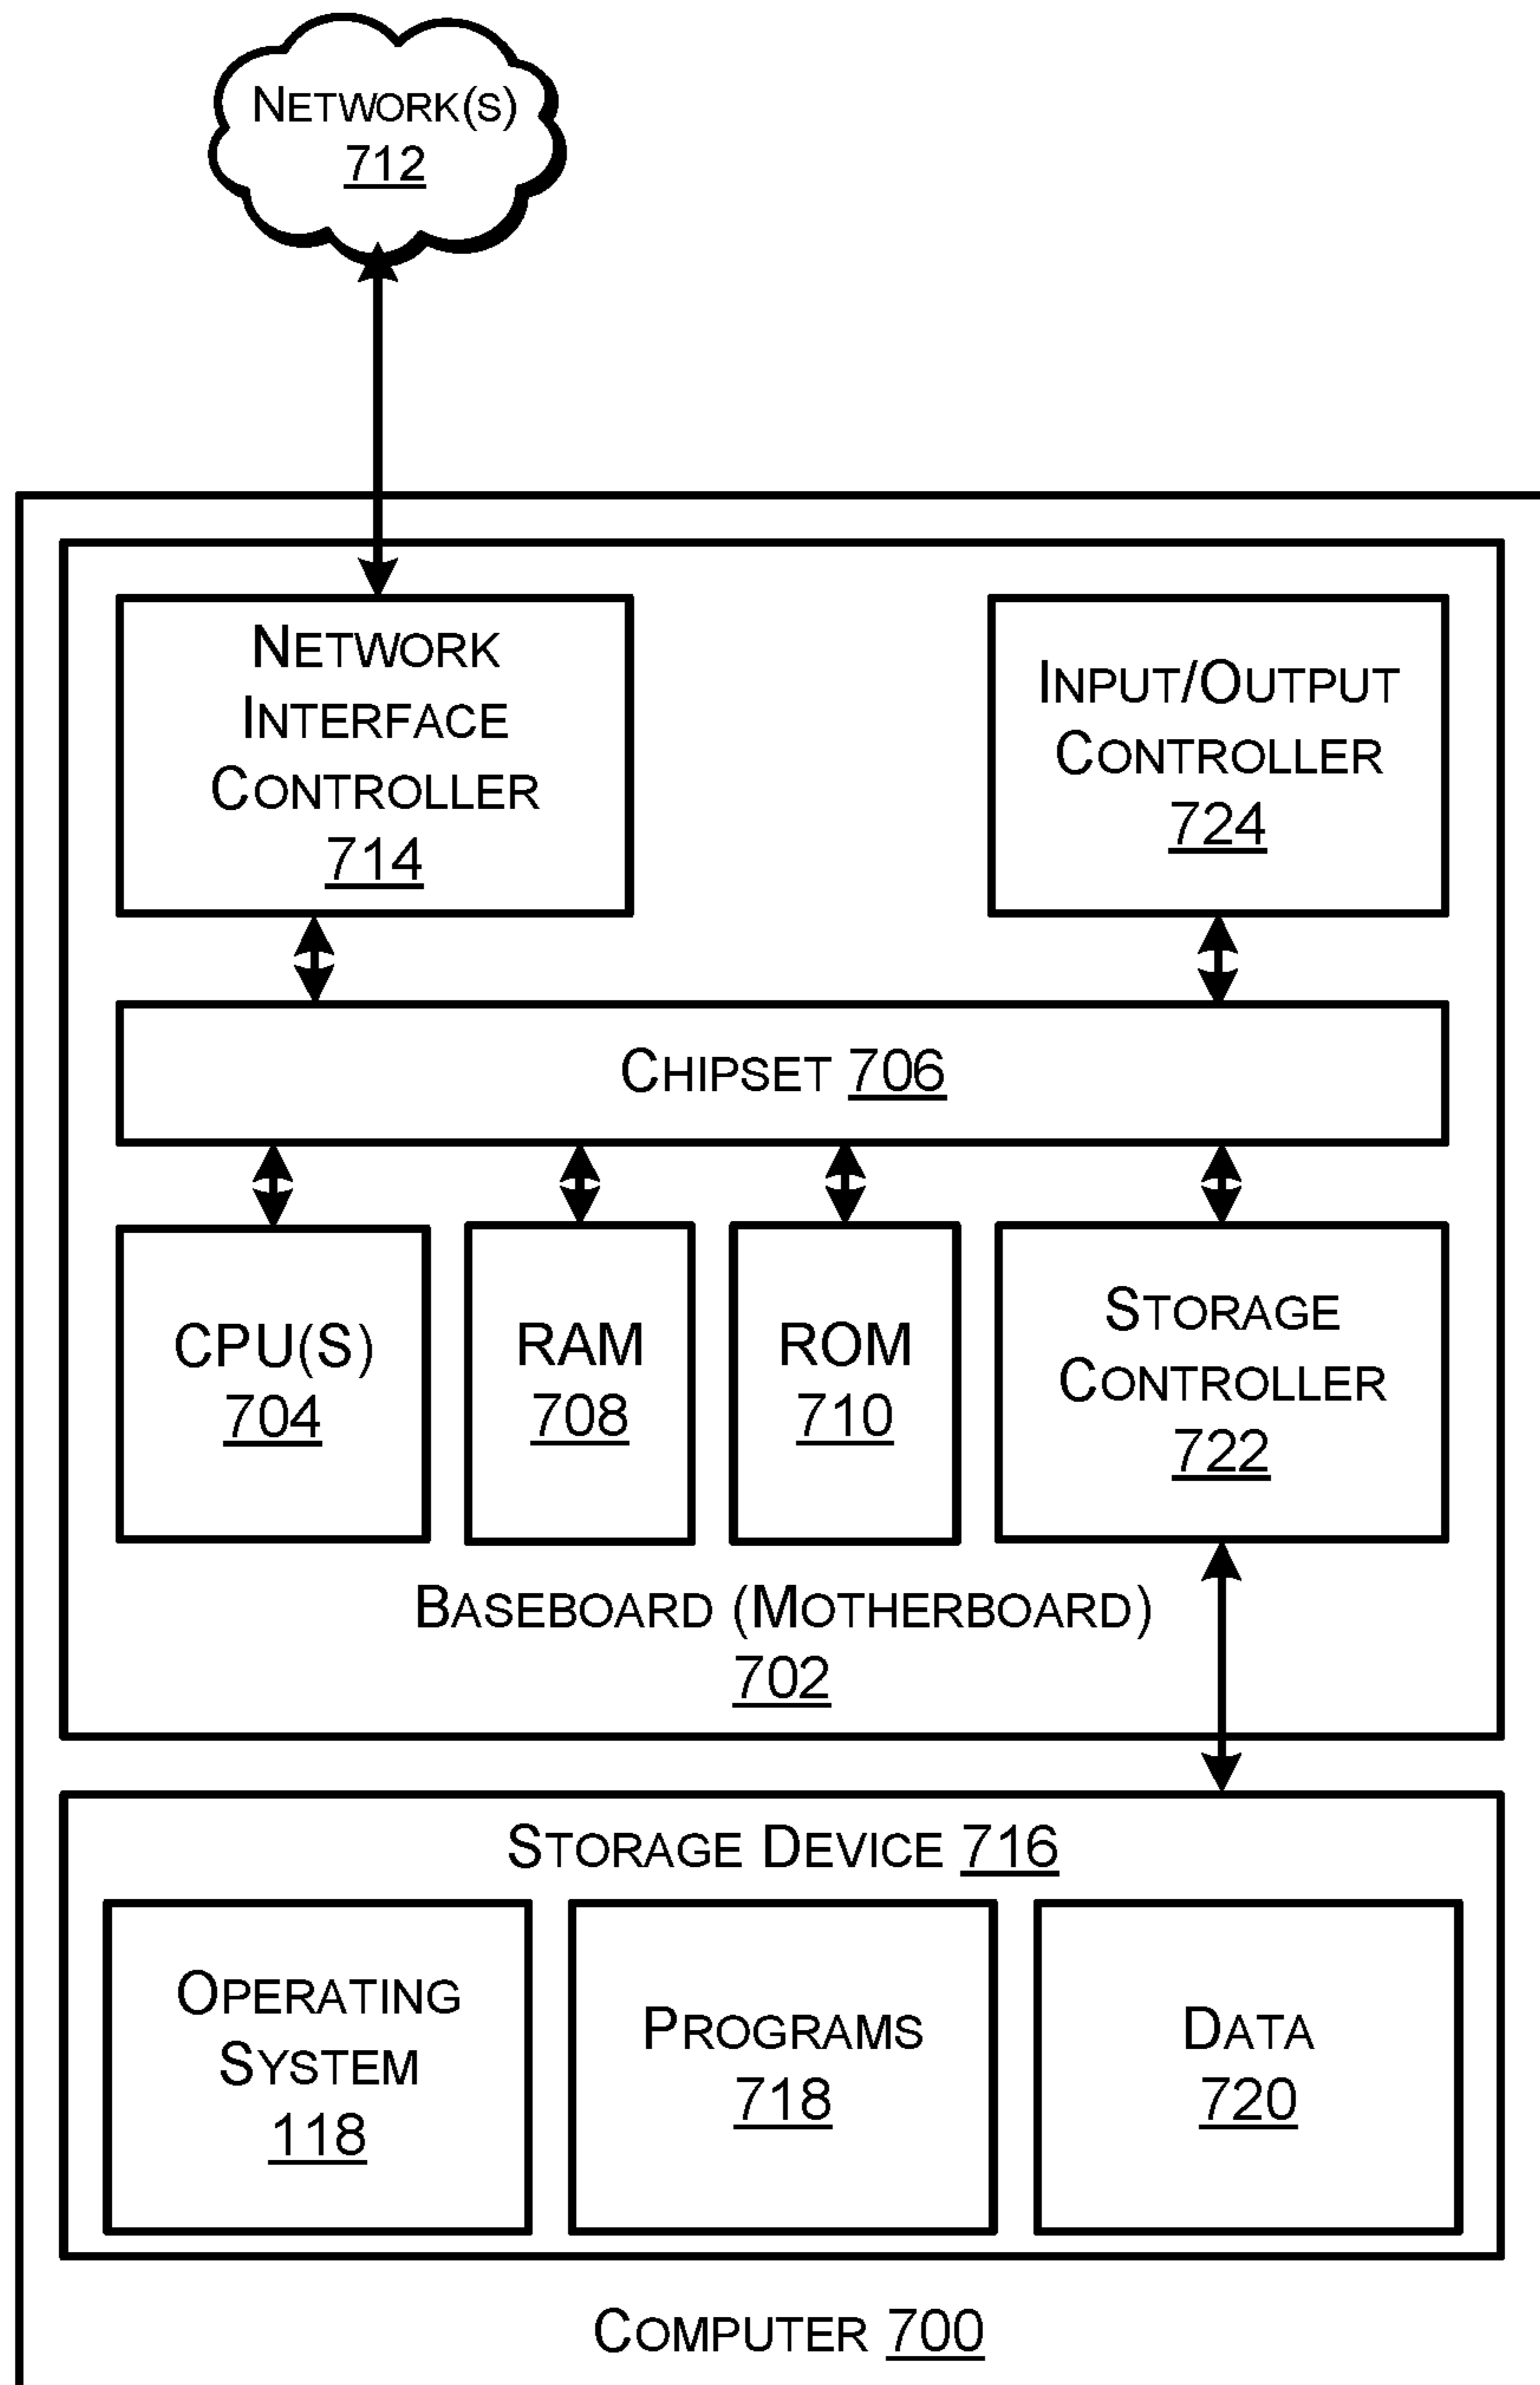 NETWORK(S)
712
NETWORK
INTERFACE
CONTROLLER
714
INPUT/OUTPUT
CONTROLLER
724
CHIPSET 706
CPU(S)
704
RAM
708
ROM
710
STORAGE
CONTROLLER
722
BASEBOARD (MOTHERBOARD)
702
STORAGE DEVICE 716
OPERATING
SYSTEM
118
PROGRAMS
718
DATA
720
COMPUTER 700